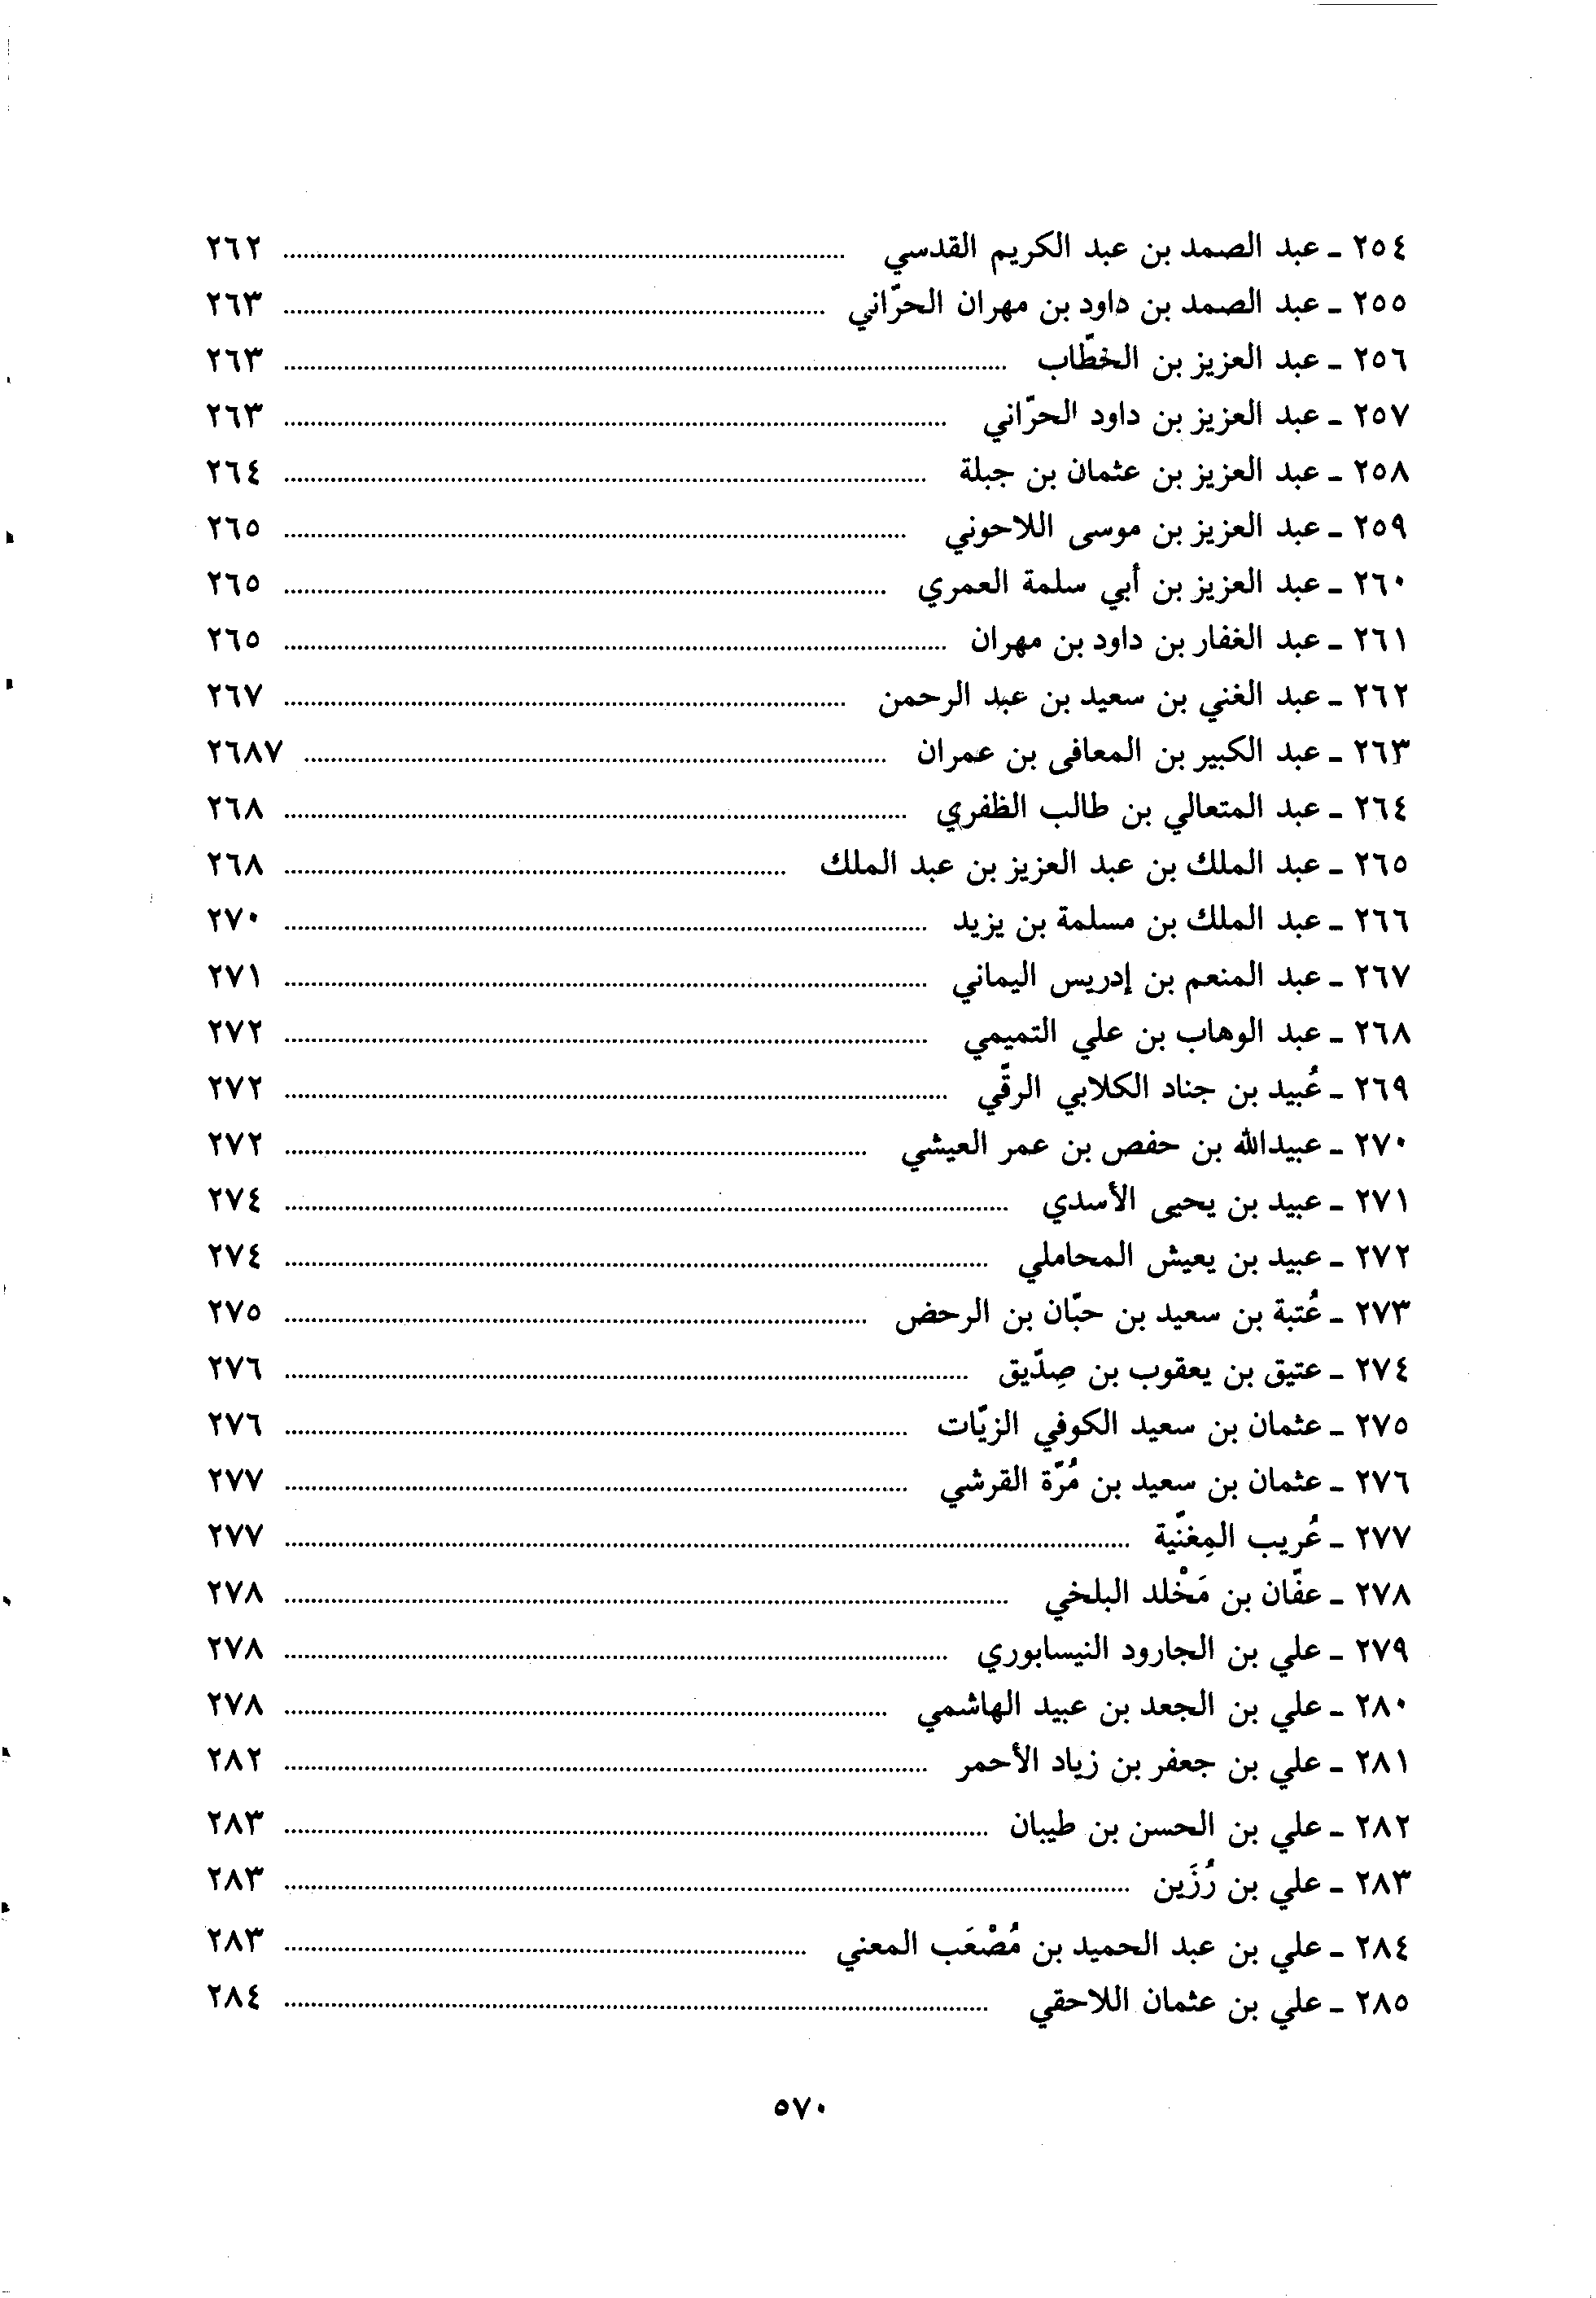 ٢٥٤ ـ عبد الصمد بن عبد الكريم القدسي ........ ٢٦٢
٢٥٥ ـ عبد الصمد بن داود بن مهران الحرّاني ........ ٢٦٣
٢٥٦ ـ عبد العزيز بن الخطّاب ........ ٢٦٣
٢٥٧ ـ عبد العزيز بن داود الحرّاني ........ ٢٦٣
٢٥٨ ـ عبد العزيز بن عثمان بن جبلة ........ ٢٦٤
٢٥٩ ـ عبد العزيز بن موسى اللاحوني ........ ٢٦٥
٢٦٠ ـ عبد العزيز بن أبي سلمة العمري ........ ٢٦٥
٢٦١ ـ عبد الغفار بن داود بن مهران ........ ٢٦٥
٢٦٢ ـ عبد الغني بن سعيد بن عبد الرحمن ........ ٢٦٧
٢٦٣ ـ عبد الكبير بن المعافى بن عمران ........ ٢٦٨٧
٢٦٤ ـ عبد المتعالي بن طالب الظفري ........ ٢٦٨
٢٦٥ ـ عبد الملك بن عبد العزيز بن عبد الملك ........ ٢٦٨
٢٦٦ ـ عبد الملك بن مسلمة بن يزيد ........ ٢٧٠
٢٦٧ ـ عبد المنعم بن إدريس اليماني ........ ٢٧١
٢٦٨ ـ عبد الوهاب بن علي التميمي ........ ٢٧٢
٢٦٩ ـ عُبيد بن جناد الكلابي الرقّي ........ ٢٧٢
٢٧٠ ـ عبيدالله بن حفص بن عمر العيشي ........ ٢٧٢
٢٧١ ـ عبيد بن يحيى الأسدي ........ ٢٧٤
٢٧٢ ـ عبيد بن يعيش المحاملي ........ ٢٧٤
٢٧٣ ـ عُتبة بن سعيد بن حبّان بن الرحض ........ ٢٧٥
٢٧٤ ـ عتيق بن يعقوب بن صِدّيق ........ ٢٧٦
٢٧٥ ـ عثمان بن سعيد الكوفي الزيّات ........ ٢٧٦
٢٧٦ ـ عثمان بن سعيد بن مُرّة القرشي ........ ٢٧٧
٢٧٧ ـ عُريب المِغنّية ........ ٢٧٧
٢٧٨ ـ عفّان بن مَخْلد البلخي ........ ٢٧٨
٢٧٩ ـ علي بن الجارود النيسابوري ........ ٢٧٨
٢٨٠ ـ علي بن الجعد بن عبيد الهاشمي ........ ٢٧٨
٢٨١ ـ علي بن جعفر بن زياد الأحمر ........ ٢٨٢
٢٨٢ ـ علي بن الحسن بن طيبان ........ ٢٨٣
٢٨٣ ـ علي بن رُزَين ........ ٢٨٣
٢٨٤ ـ علي بن عبد الحميد بن مُصْعَب المعني ........ ٢٨٣
٢٨٥ ـ علي بن عثمان اللاحقي ........ ٢٨٤
٥٧٠